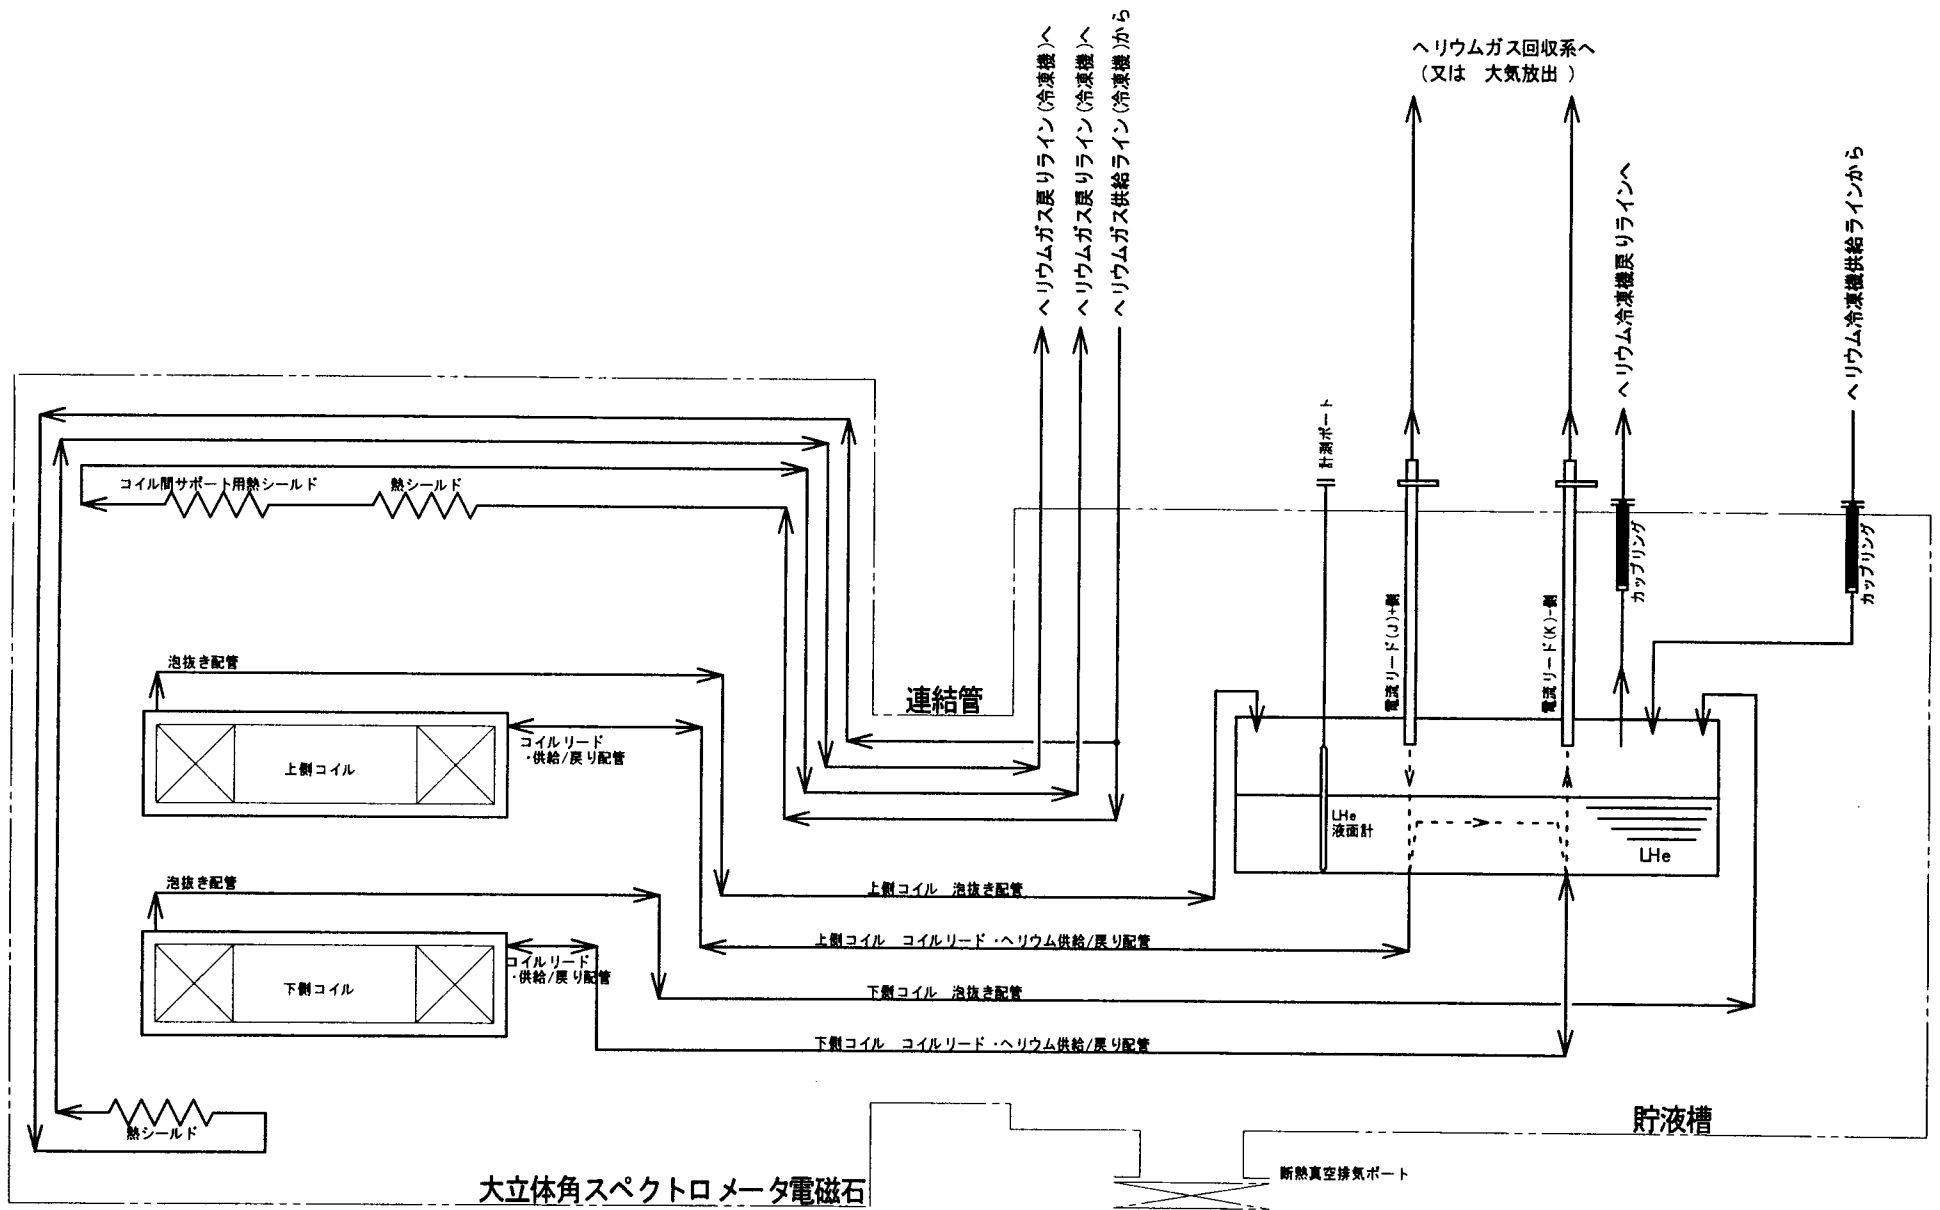 ヘリウムガス回収系へ
(又は 大気放出 )
ヘリウムガス戻りライン(冷凍機)へ
ヘリウムガス戻りライン(冷凍機)へ
ヘリウムガス供給ライン(冷凍機)から
ヘリウム冷凍機戻りラインへ
ヘリウム冷凍機供給ラインから
計測ポート
コイル間サポート用熱シールド
熱シールド
カップリング
カップリング
電流リード(J)+側
電流リード(K)-側
泡抜き配管
連結管
コイルリード
・供給/戻り配管
上側コイル
LHe
液面計
LHe
泡抜き配管
上側コイル 泡抜き配管
上側コイル コイルリード・ヘリウム供給/戻り配管
コイルリード
・供給/戻り配管
下側コイル
下側コイル 泡抜き配管
下側コイル コイルリード・ヘリウム供給/戻り配管
熱シールド
貯液槽
断熱真空排気ポート
大立体角スペクトロメータ電磁石